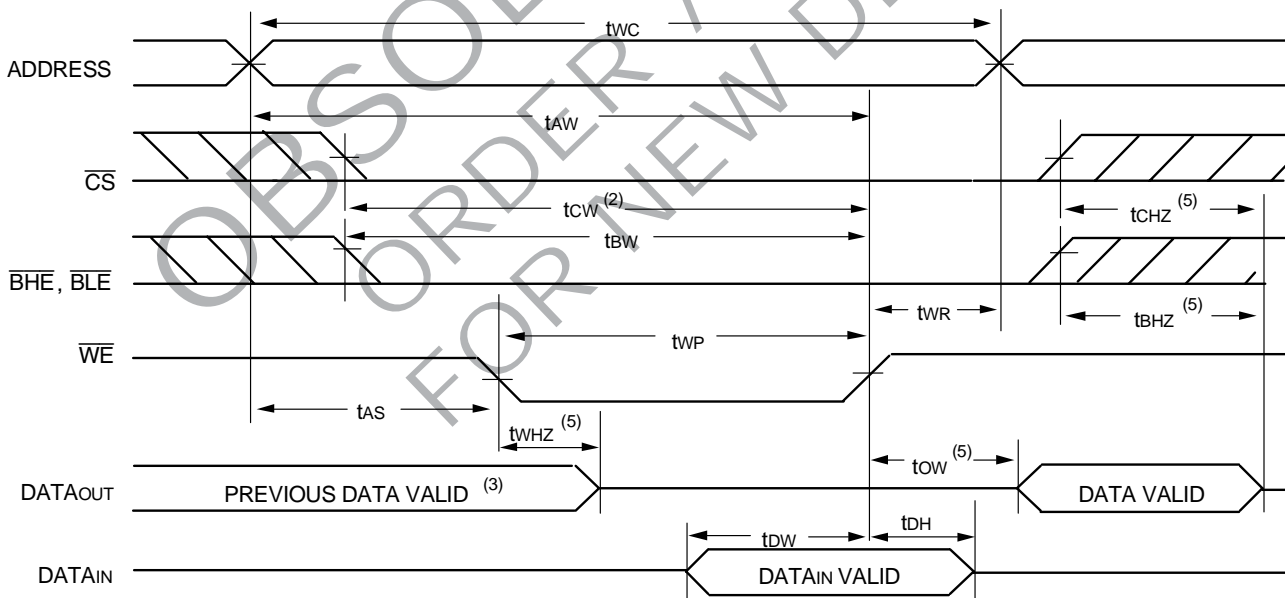 tWC
ADDRESS
tAW
CS
tCW (2)
tCHZ (5)
tBW
BHE, BLE
tWR
tBHZ (5)
tWP
WE
tAS
tWHZ (5)
tOW (5)
DATAOUT
PREVIOUS DATA VALID (3)
DATA VALID
tDW
tDH
DATAIN
DATAIN VALID
OBSO
ORDER
FOR NEW D